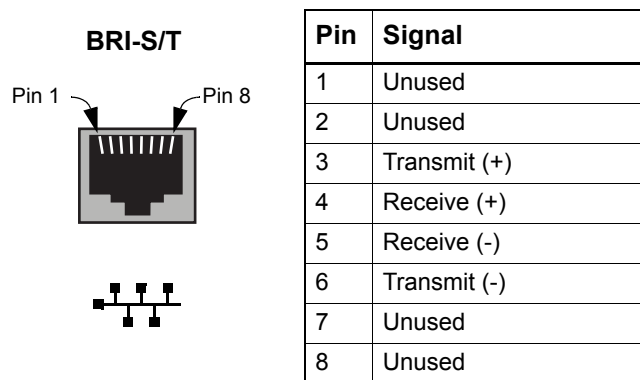 BRI-S/T
Pin 1
Pin 8
Pin Signal
1 Unused
2 Unused
3 Transmit (+)
4 Receive (+)
5 Receive (-)
6 Transmit (-)
7 Unused
8 Unused